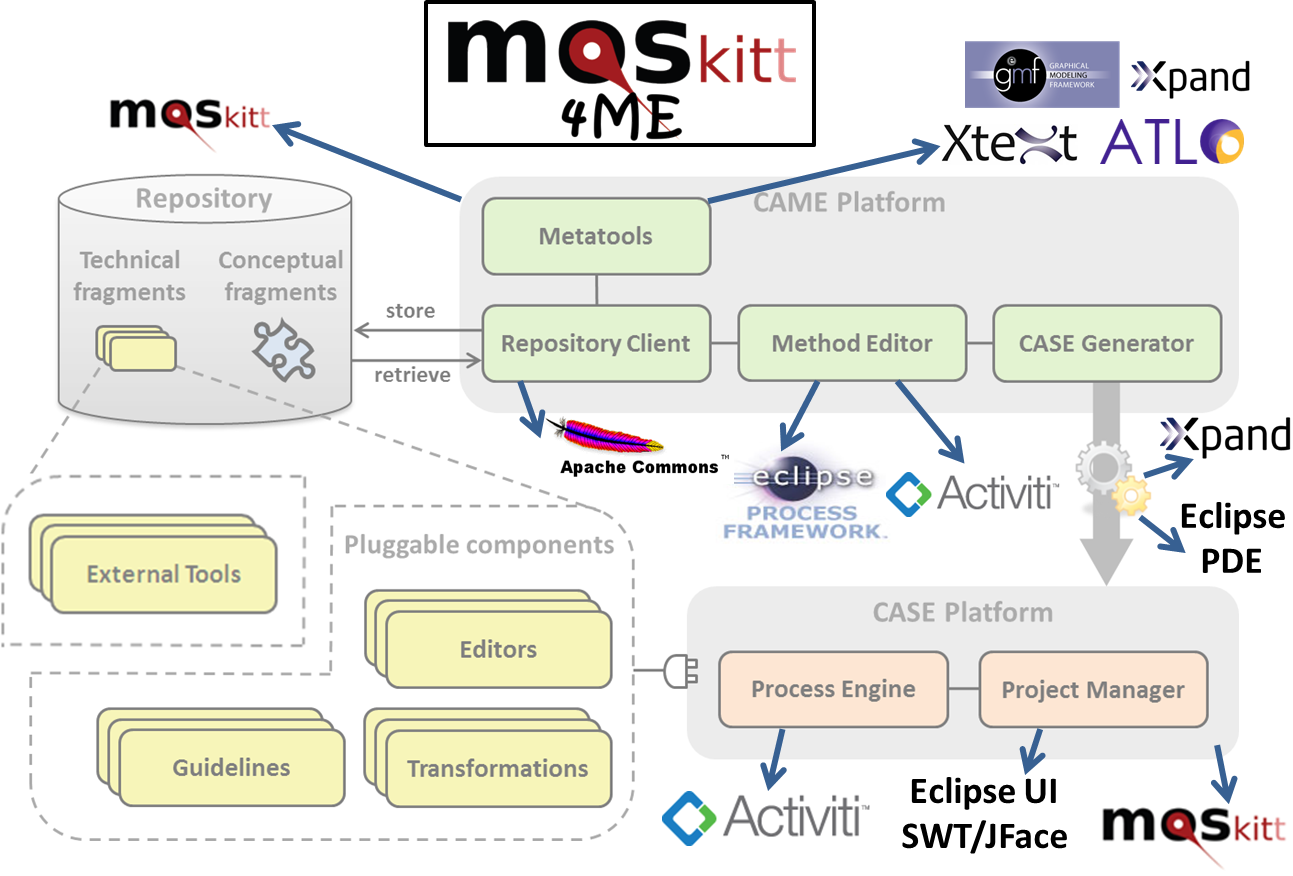 mOSkitt
4ME
mOSkitt
gmf
GRAPHICAL
MODELING
FRAMEWORK
Xpand
Xtext
ATL
Repository
Technical
fragments
Conceptual
fragments
store
retrieve
CAME Platform
Metatools
Repository Client
Method Editor
CASE Generator
Apache Commons™
eclipse
PROCESS
FRAMEWORK™
Activiti™
Xpand
Eclipse
PDE
External Tools
Pluggable components
Editors
Guidelines
Transformations
CASE Platform
Process Engine
Project Manager
Activiti™
Eclipse UI
SWT/JFace
mOSkitt